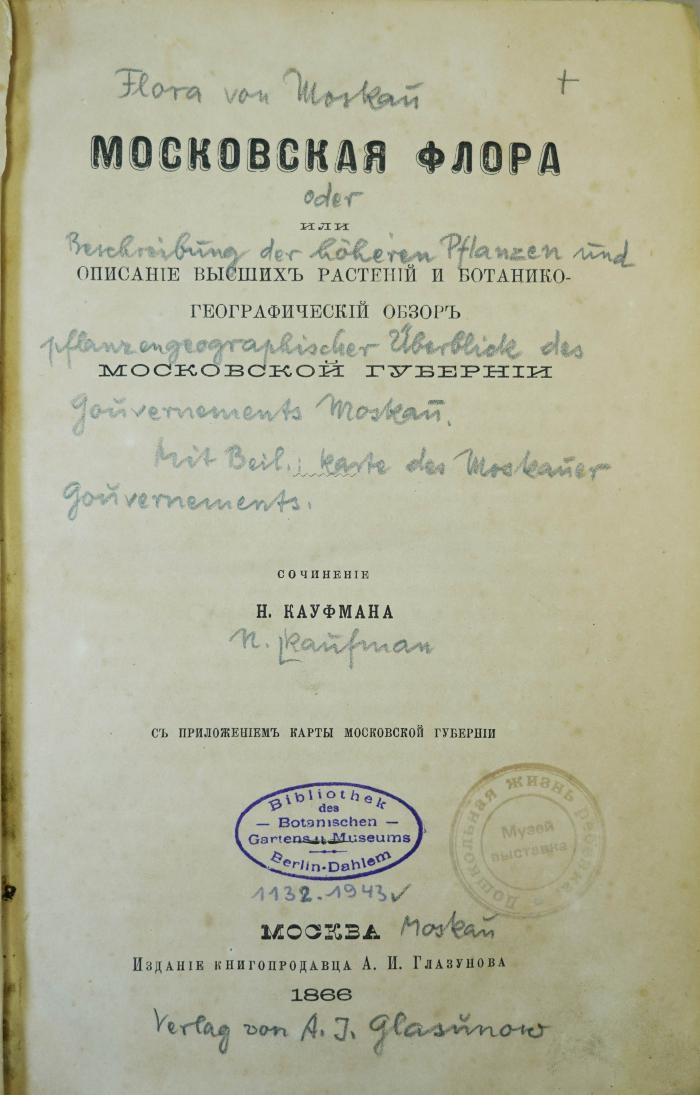 Flora von Moskau
+
МОСКОВСКАЯ ФЛОРА
oder
ИЛИ
Beschreibung der höheren Pflanzen und
ОПИСАНІЕ ВЫСШИХЪ РАСТЕНІЙ И БОТАНИКО-
ГЕОГРАФИЧЕСКІЙ ОБЗОРЪ
pflanzengeographischer Überblick des
МОСКОВСКОЙ ГУБЕРНІИ
Gouvernements Moskau.
Mit Beil.: Karte des Moskauer
Gouvernements.
СОЧИНЕНІЕ
Н. КАУФМАНА
N. Kaufman
СЪ ПРИЛОЖЕНІЕМЪ КАРТЫ МОСКОВСКОЙ ГУБЕРНІИ
Bibliothek
des
Botanischen
Gartens u. Museums
Berlin-Dahlem
Дошкольная жизнь ребенка.
Музей
выставка
1132.1943
МОСКВА Moskau
Изданіе книгопродавца А. И. Глазунова
1866
Verlag von A. J. Glasunow